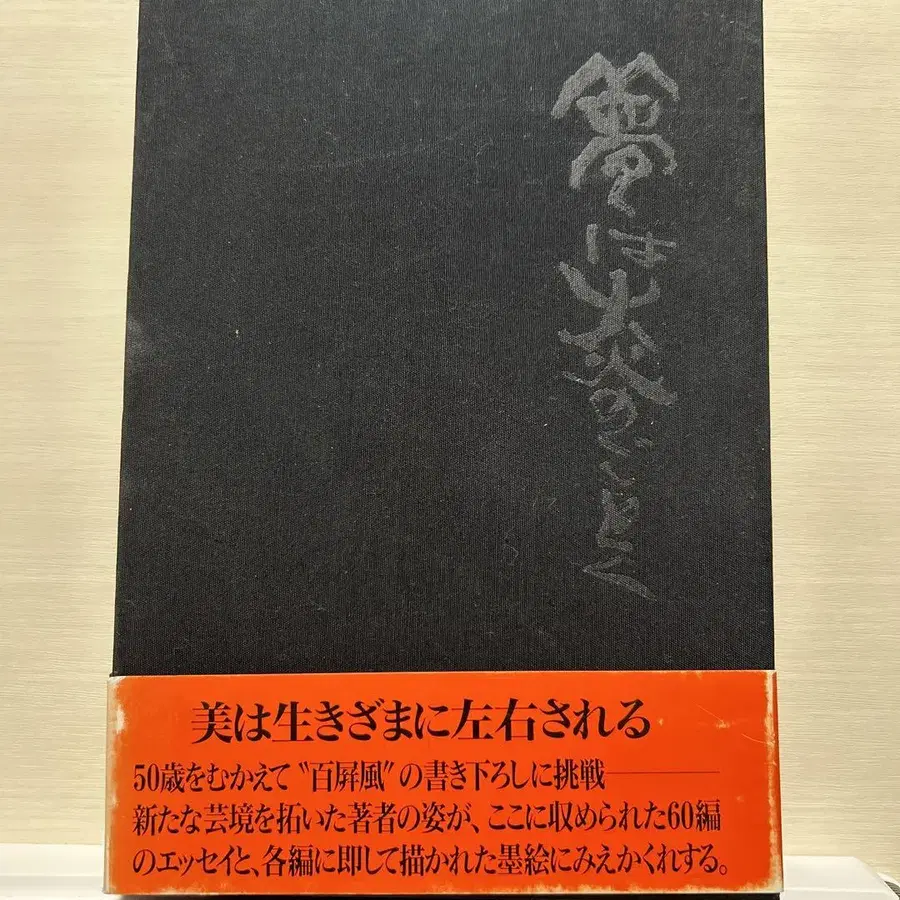 夢は炎のごとく
美は生きざまに左右される
50歳をむかえて〝百屛風〟の書き下ろしに挑戦――
新たな芸境を拓いた著者の姿が、ここに収められた60編
のエッセイと、各編に即して描かれた墨絵にみえかくれする。